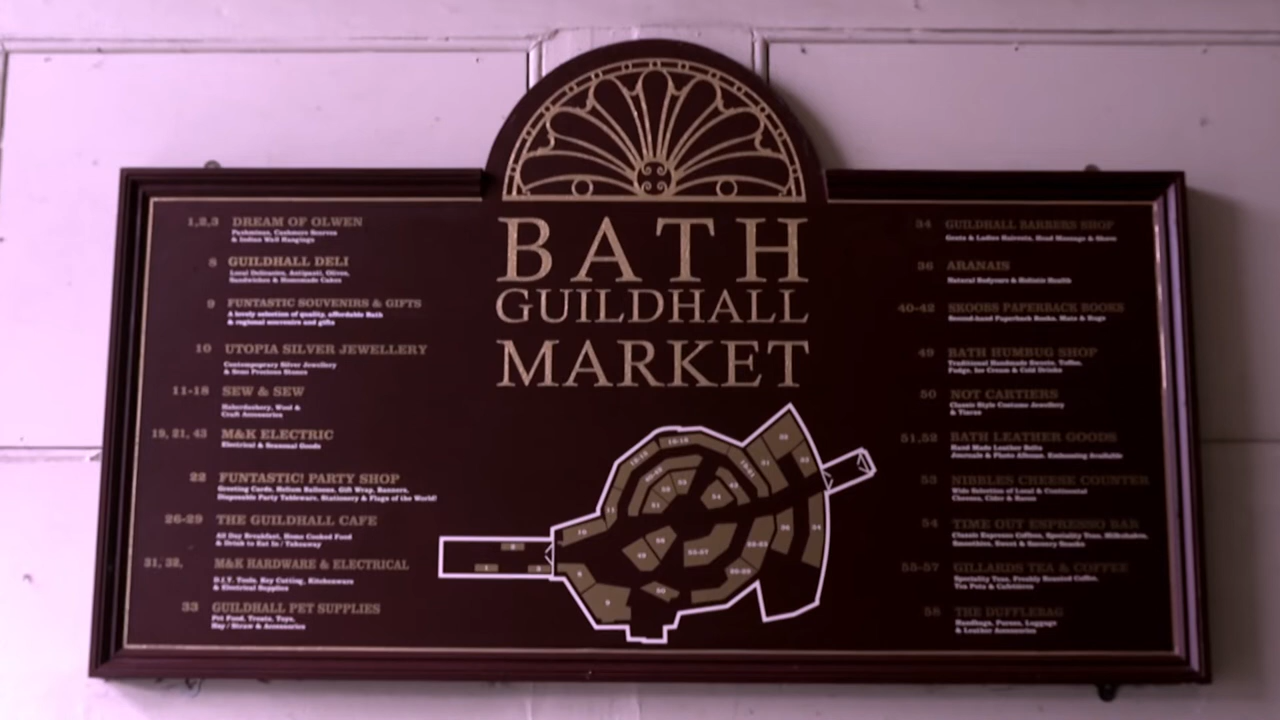 BATH
GUILDHALL
MARKET
1,2,3 DREAM OF OLWEN
Pashminas, Cashmere Scarves
& Indian Wall Hangings
8 GUILDHALL DELI
Local Delicacies, Antipasti, Olives,
Sandwiches & Homemade Cakes
9 FUNTASTIC SOUVENIRS & GIFTS
A lovely selection of quality, affordable Bath
& regional souvenirs and gifts
10 UTOPIA SILVER JEWELLERY
Contemporary Silver Jewellery
& Semi Precious Stones
11-18 SEW & SEW
Haberdashery, Wool &
Craft Accessories
19, 21, 43 M&K ELECTRIC
Electrical & Seasonal Goods
22 FUNTASTIC! PARTY SHOP
Greeting Cards, Helium Balloons, Gift Wrap, Banners,
Disposable Party Tableware, Stationery & Flags of the World!
26-29 THE GUILDHALL CAFE
All Day Breakfast, Home Cooked Food
& Drink to Eat In / Takeaway
31, 32, M&K HARDWARE & ELECTRICAL
D.I.Y. Tools, Key Cutting, Kitchenware
& Electrical Supplies
33 GUILDHALL PET SUPPLIES
Pet Food, Treats, Toys,
Hay / Straw & Accessories
34 GUILDHALL BARBERS SHOP
Gents & Ladies Haircuts, Head Massage & Shave
36 ARANAIS
Natural Bodycare & Holistic Health
40-42 SKOOBS PAPERBACK BOOKS
Second-hand Paperback Books, Mats & Rugs
49 BATH HUMBUG SHOP
Traditional Handmade Sweets, Toffee,
Fudge, Ice Cream & Cold Drinks
50 NOT CARTIERS
Classic Style Costume Jewellery
& Tiaras
51,52 BATH LEATHER GOODS
Hand Made Leather Belts
Journals & Photo Albums. Embossing Available
53 NIBBLES CHEESE COUNTER
Wide Selection of Local & Continental
Cheeses, Cider & Sauces
54 TIME OUT ESPRESSO BAR
Classic Espresso Coffees, Speciality Teas, Milkshakes,
Smoothies, Sweet & Savoury Snacks
55-57 GILLARDS TEA & COFFEE
Speciality Teas, Freshly Roasted Coffee,
Tea Pots & Cafetieres
58 THE DUFFLEBAG
Handbags, Purses, Luggage
& Leather Accessories